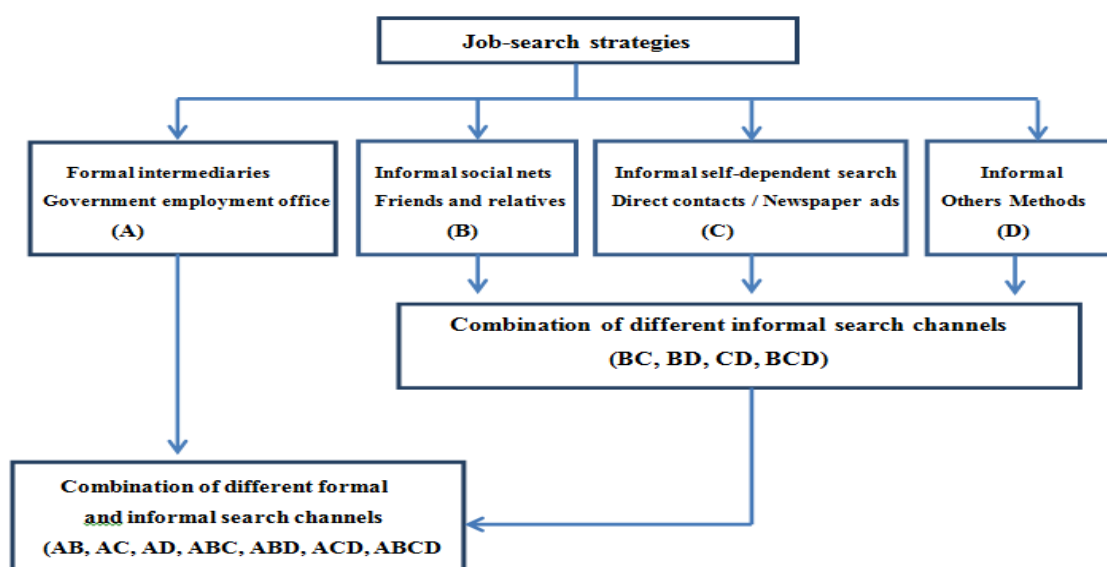 Job-search strategies
Formal intermediaries
Government employment office
(A)
Informal social nets
Friends and relatives
(B)
Informal self-dependent search
Direct contacts / Newspaper ads
(C)
Informal
Others Methods
(D)
Combination of different informal search channels
(BC, BD, CD, BCD)
Combination of different formal
and informal search channels
(AB, AC, AD, ABC, ABD, ACD, ABCD